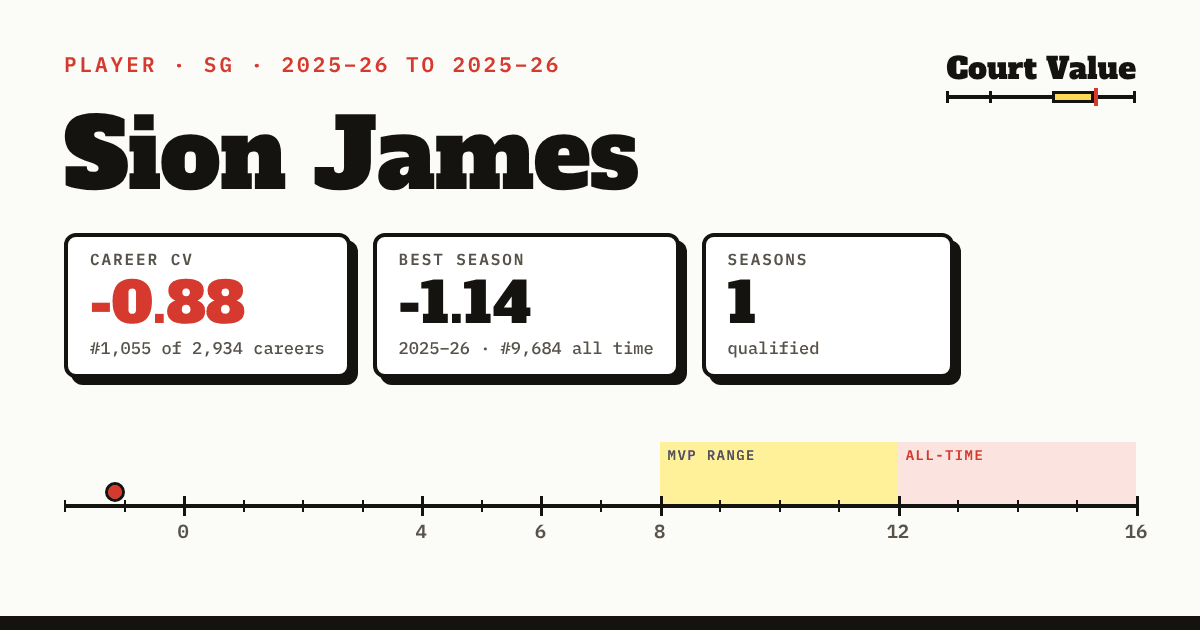 PLAYER · SG · 2025–26 TO 2025–26
Court Value
Sion James
CAREER CV
-0.88
#1,055 of 2,934 careers
BEST SEASON
-1.14
2025–26 · #9,684 all time
SEASONS
1
qualified
MVP RANGE
ALL-TIME
0 4 6 8 12 16